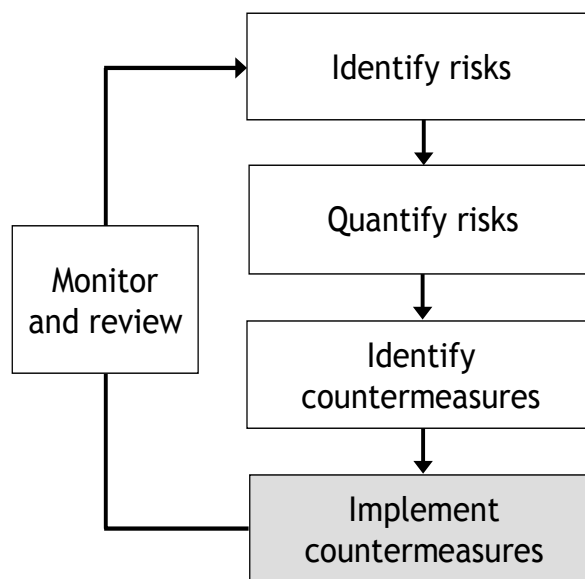 Identify risks
Quantify risks
Monitor
and review
Identify
countermeasures
Implement
countermeasures